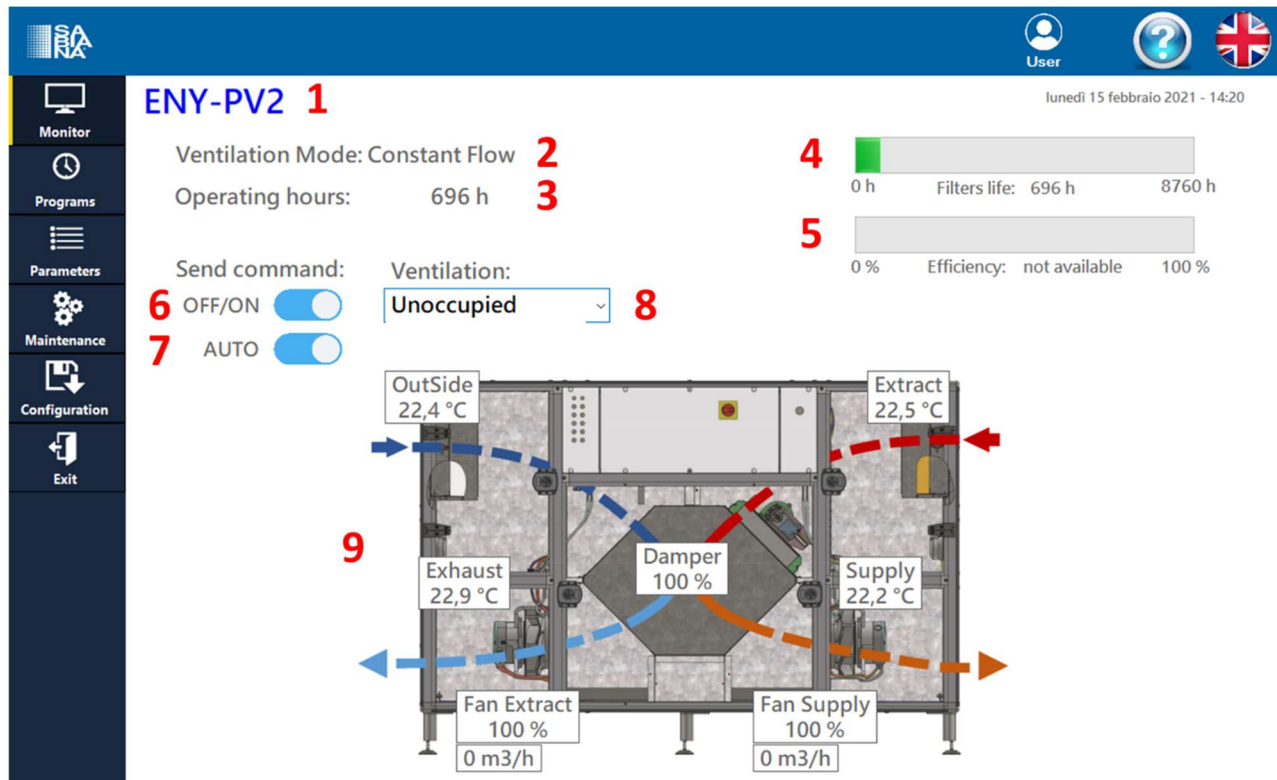 SA
BIA
NA
User
?
Monitor
Programs
Parameters
Maintenance
Configuration
Exit
ENY-PV2 1
lunedì 15 febbraio 2021 - 14:20
Ventilation Mode: Constant Flow 2
Operating hours: 696 h 3
4
0 h Filters life: 696 h 8760 h
5
0 % Efficiency: not available 100 %
Send command: Ventilation:
6 OFF/ON Unoccupied 8
7 AUTO
OutSide
22,4 °C
Extract
22,5 °C
9
Damper
100 %
Exhaust
22,9 °C
Supply
22,2 °C
Fan Extract
100 %
0 m3/h
Fan Supply
100 %
0 m3/h